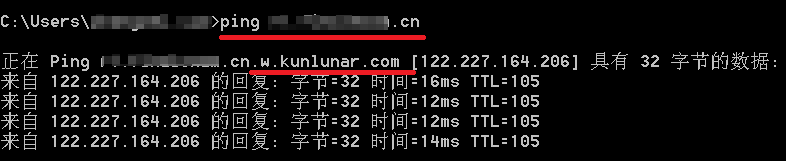 C:\Users\ >ping .cn
正在 Ping .cn.w.kunlunar.com [122.227.164.206] 具有 32 字节的数据:
来自 122.227.164.206 的回复: 字节=32 时间=16ms TTL=105
来自 122.227.164.206 的回复: 字节=32 时间=12ms TTL=105
来自 122.227.164.206 的回复: 字节=32 时间=12ms TTL=105
来自 122.227.164.206 的回复: 字节=32 时间=14ms TTL=105